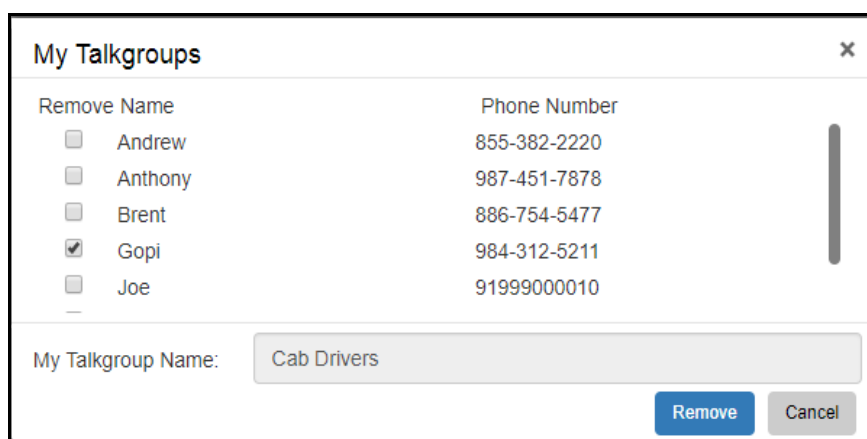 My Talkgroups ×
Remove Name Phone Number
Andrew 855-382-2220
Anthony 987-451-7878
Brent 886-754-5477
Gopi 984-312-5211
Joe 91999000010
My Talkgroup Name: Cab Drivers
Remove Cancel